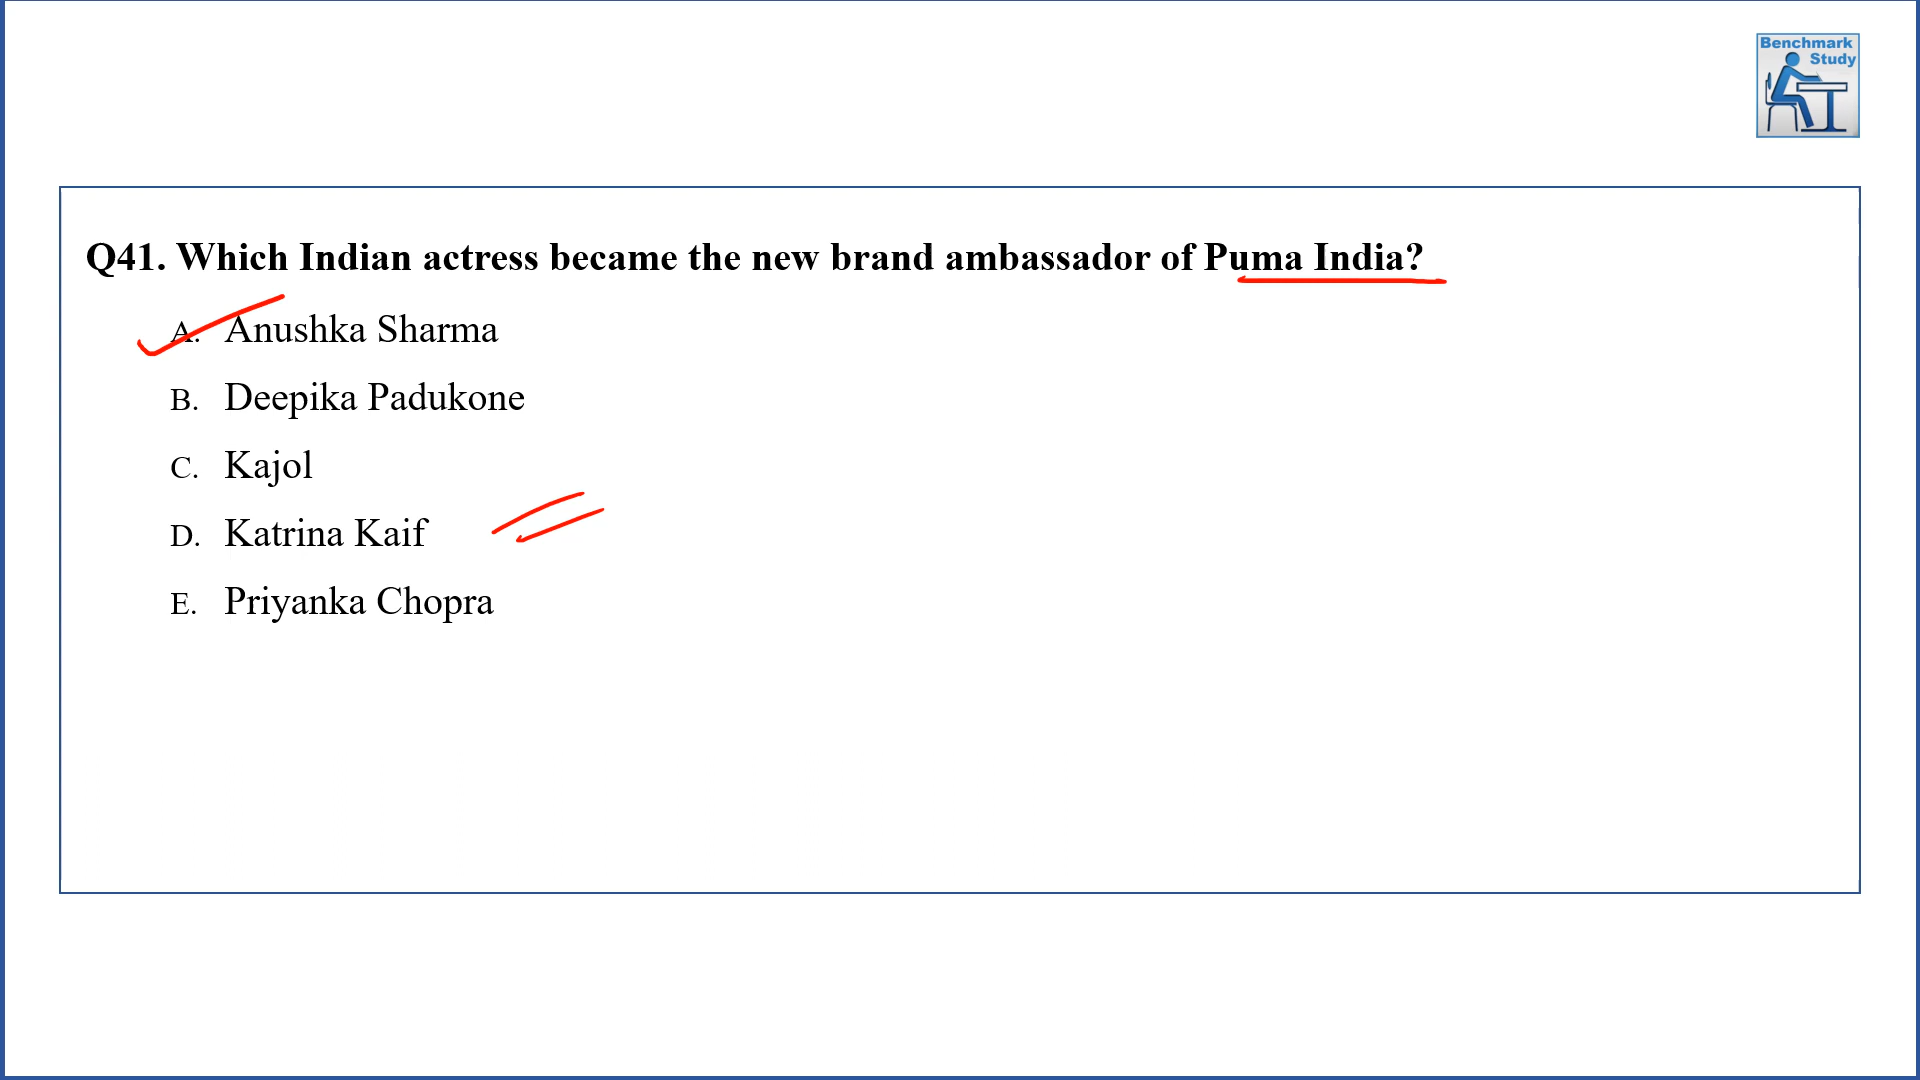 Benchmark
Study
Q41. Which Indian actress became the new brand ambassador of Puma India?
A. Anushka Sharma
B. Deepika Padukone
C. Kajol
D. Katrina Kaif
E. Priyanka Chopra